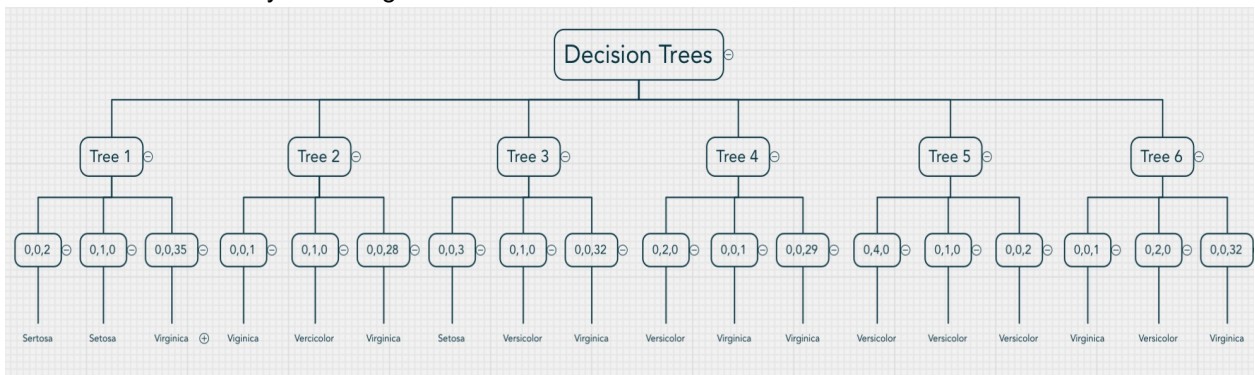 Decision Trees
Tree 1 Tree 2 Tree 3 Tree 4 Tree 5 Tree 6
0,0,2 0,1,0 0,0,35 0,0,1 0,1,0 0,0,28 0,0,3 0,1,0 0,0,32 0,2,0 0,0,1 0,0,29 0,4,0 0,1,0 0,0,2 0,0,1 0,2,0 0,0,32
Sertosa Setosa Virginica Viginica Vercicolor Virginica Setosa Versicolor Virginica Versicolor Virginica Virginica Versicolor Versicolor Versicolor Virginica Versicolor Virginica